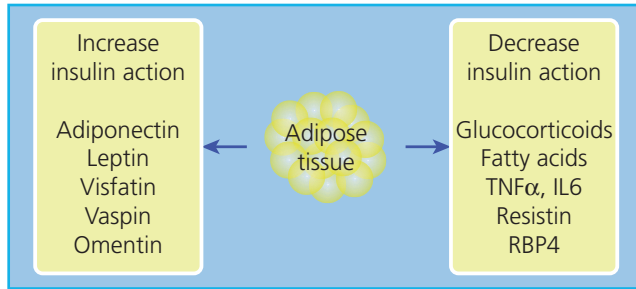 Increase
insulin action
Adiponectin
Leptin
Visfatin
Vaspin
Omentin
Adipose
tissue
Decrease
insulin action
Glucocorticoids
Fatty acids
TNFα, IL6
Resistin
RBP4